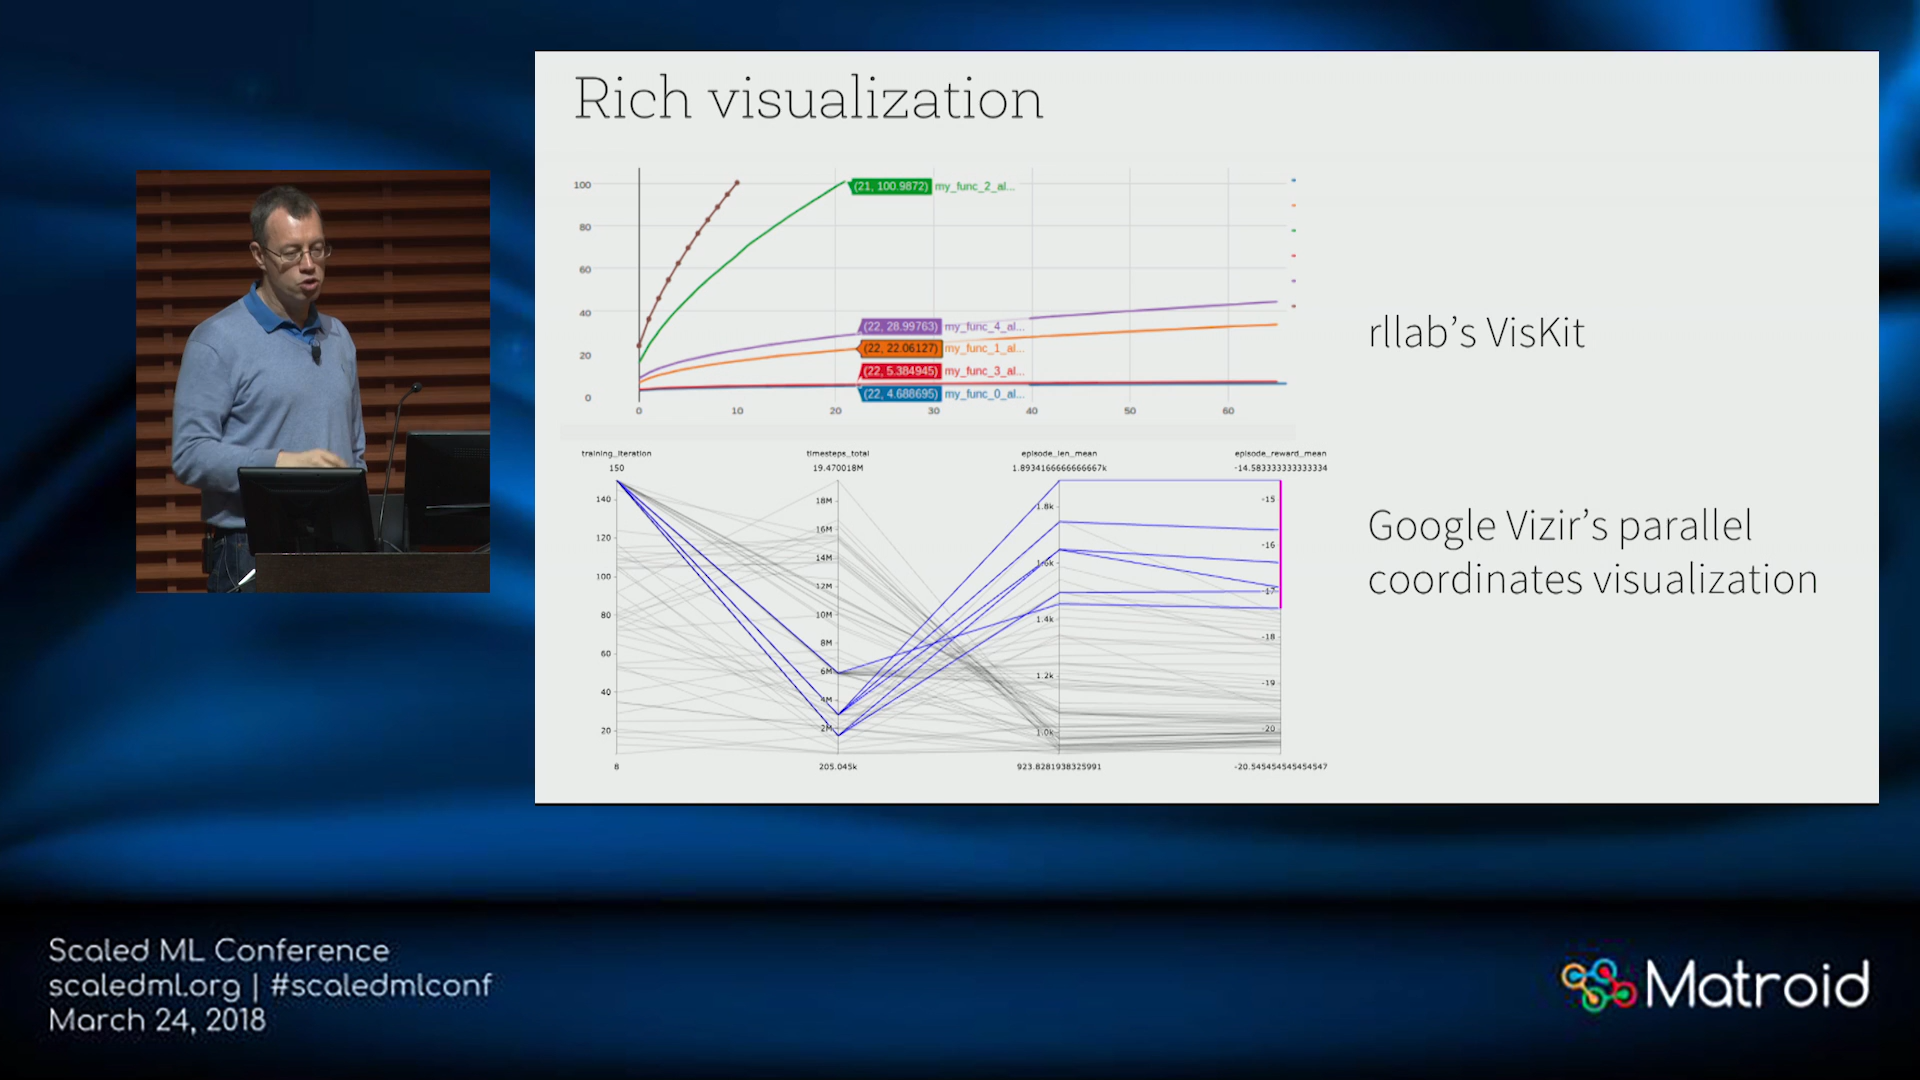 Rich visualization
100
80
60
40
20
0
(21, 100.9872) my_func_2_al...
(22, 28.99763) my_func_4_al...
(22, 22.06127) my_func_1_al...
(22, 5.384945) my_func_3_al...
(22, 4.688695) my_func_0_al...
0 10 20 30 40 50 60
rllab's VisKit
training_iteration timesteps_total episode_len_mean episode_reward_mean
150 19.470018M 1.8934166666666667k -14.583333333333334
140
120
100
80
60
40
20
18M
16M
14M
12M
10M
8M
6M
4M
2M
1.8k
1.6k
1.4k
1.2k
1.0k
-15
-16
-17
-18
-19
-20
8 205.045k 923.8281938325991 -20.545454545454547
Google Vizir's parallel
coordinates visualization
Scaled ML Conference
scaledml.org | #scaledmlconf
March 24, 2018
Matroid